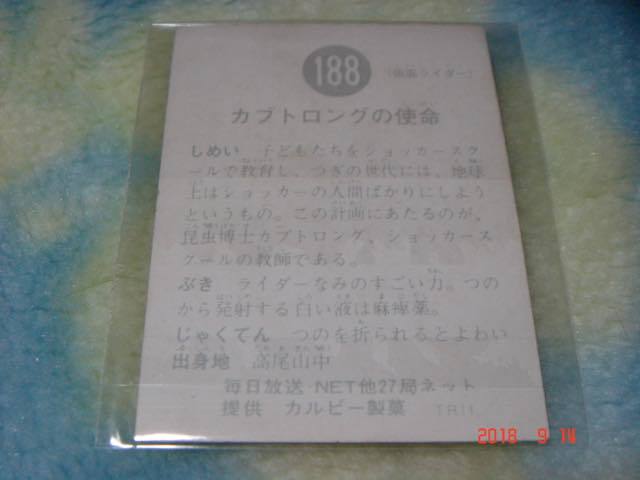 188
(仮面ライダー)
カブトロングの使命
しめい 子どもたちをショッカースク
ールで教育し、つぎの世代には、地球
上はショッカーの人間ばかりにしよう
というもの。この計画にあたるのが、
昆虫博士カブトロング、ショッカース
クールの教師である。
ぶき ライダーなみのすごい力。つの
から発射する白い液は麻痺薬。
じゃくてん つのを折られるとよわい
出身地 高尾山中
毎日放送・NET他27局ネット
提供 カルビー製菓 TR11
2018 9 14